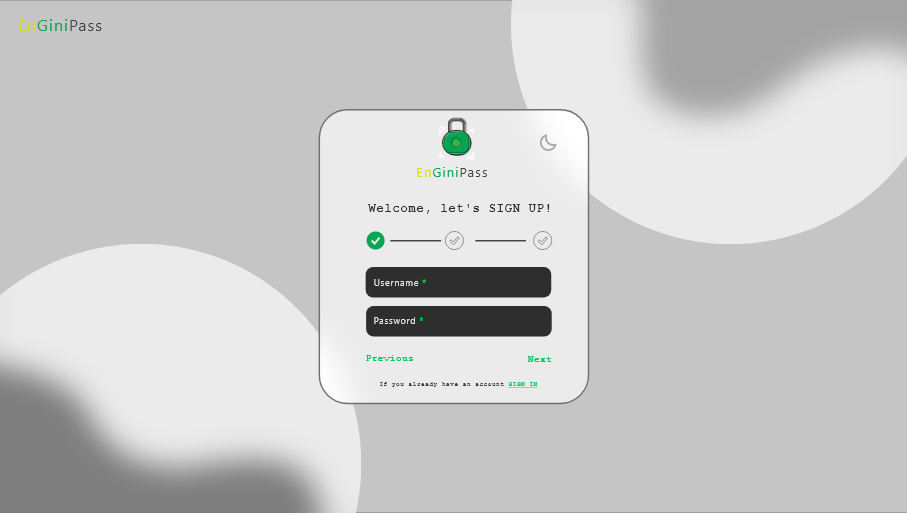 EnGiniPass
EnGiniPass
Welcome, let's SIGN UP!
Username *
Password *
Previous
Next
If you already have an account SIGN IN